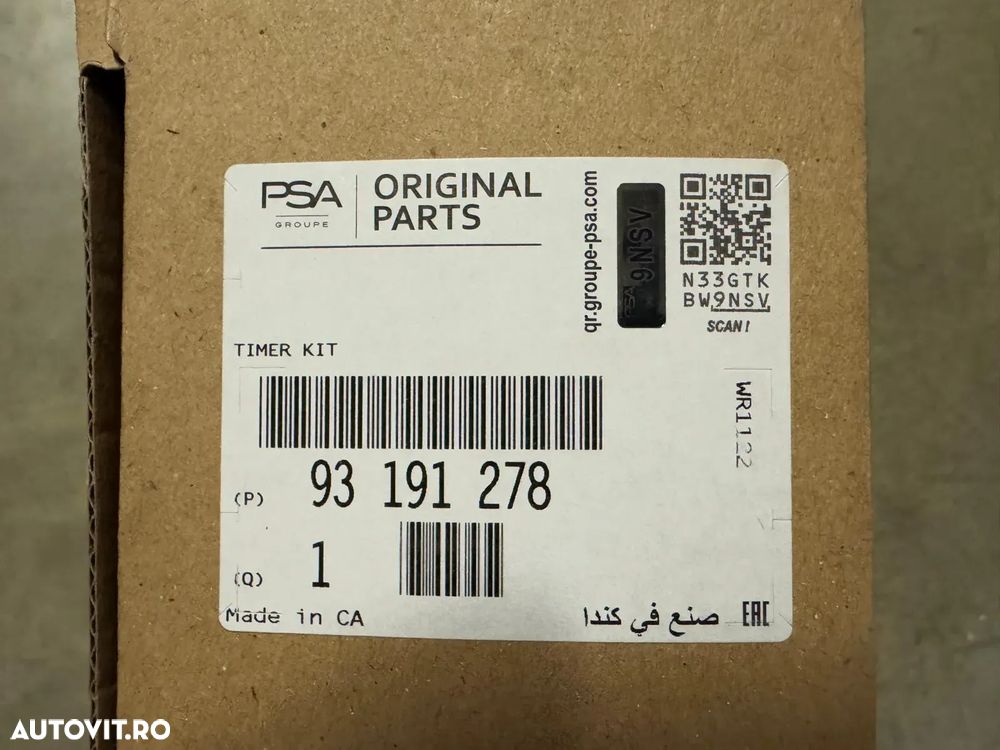 PSA
GROUPE
ORIGINAL
PARTS
qr.groupe-psa.com
PSA 9NSV
N33GTK
BW9NSV
SCAN!
TIMER KIT
WR1122
(P) 93 191 278
(Q) 1
Made in CA
صنع في كندا
EAC
AUTOVIT.RO